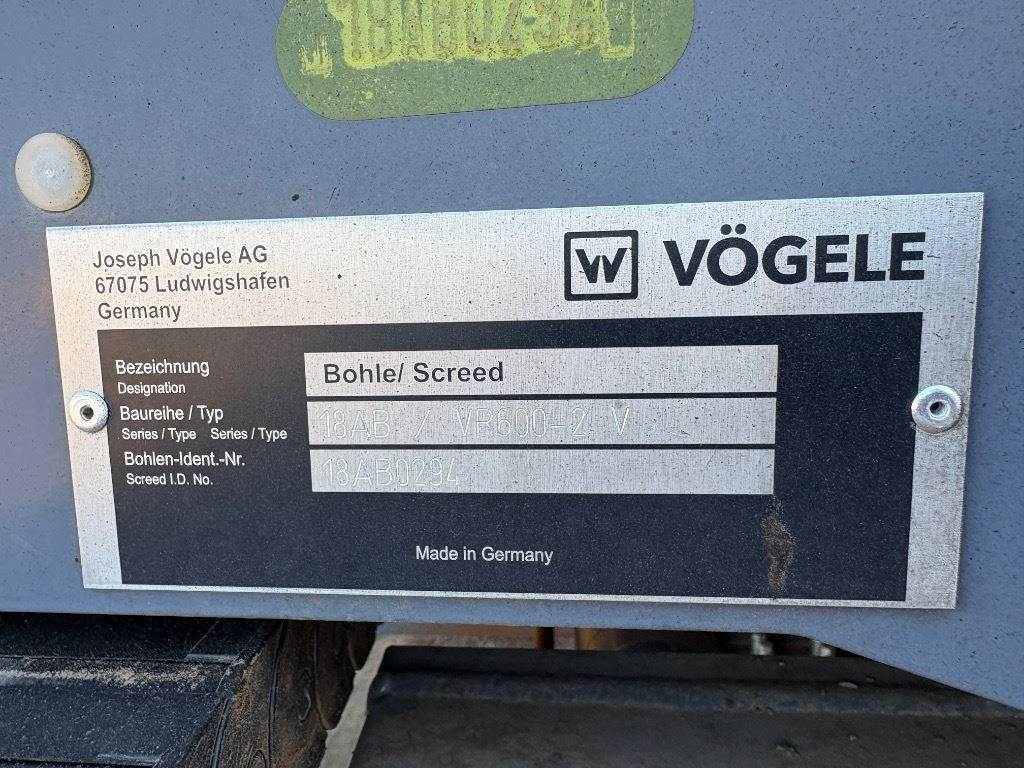 18AB0294
Joseph Vögele AG
67075 Ludwigshafen
Germany
W VÖGELE
Bezeichnung
Designation
Bohle/ Screed
Baureihe / Typ
Series / Type Series / Type
18AB / VR600-2 V
Bohlen-Ident.-Nr.
Screed I.D. No.
18AB0294
Made in Germany